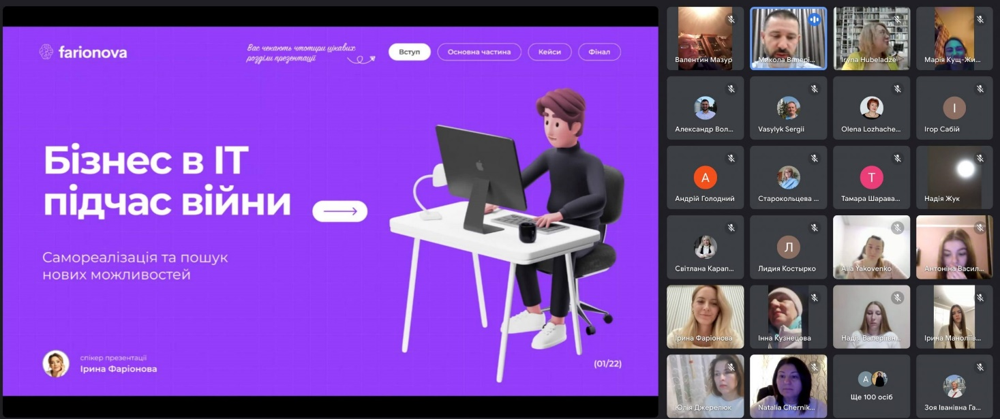 farionova
Вас чекають чотири цікавих
розділи презентації
Вступ
Основна частина
Кейси
Фінал
Бізнес в IT
підчас війни
Самореалізація та пошук
нових можливостей
спікер презентації
Ірина Фаріонова
(01/22)
Валентин Мазур
Микола Валері...
Iryna Hubeladze
Марія Кущ-Жи...
Александр Вол...
Vasylyk Sergii
Olena Lozhache...
І
Ігор Сабій
А
Андрій Голодний
Старокольцева ...
Т
Тамара Шарава...
Надія Жук
Світлана Карап...
Л
Лидия Костырко
Alla Yakovenko
Антоніна Васил...
Ірина Фаріонова
Інна Кузнецова
Надія Валеріївн...
Ірина Маноліїв...
Юлія Джерелюк
Natalia Chernik...
А
Ще 100 осіб
Зоя Іванівна Га...